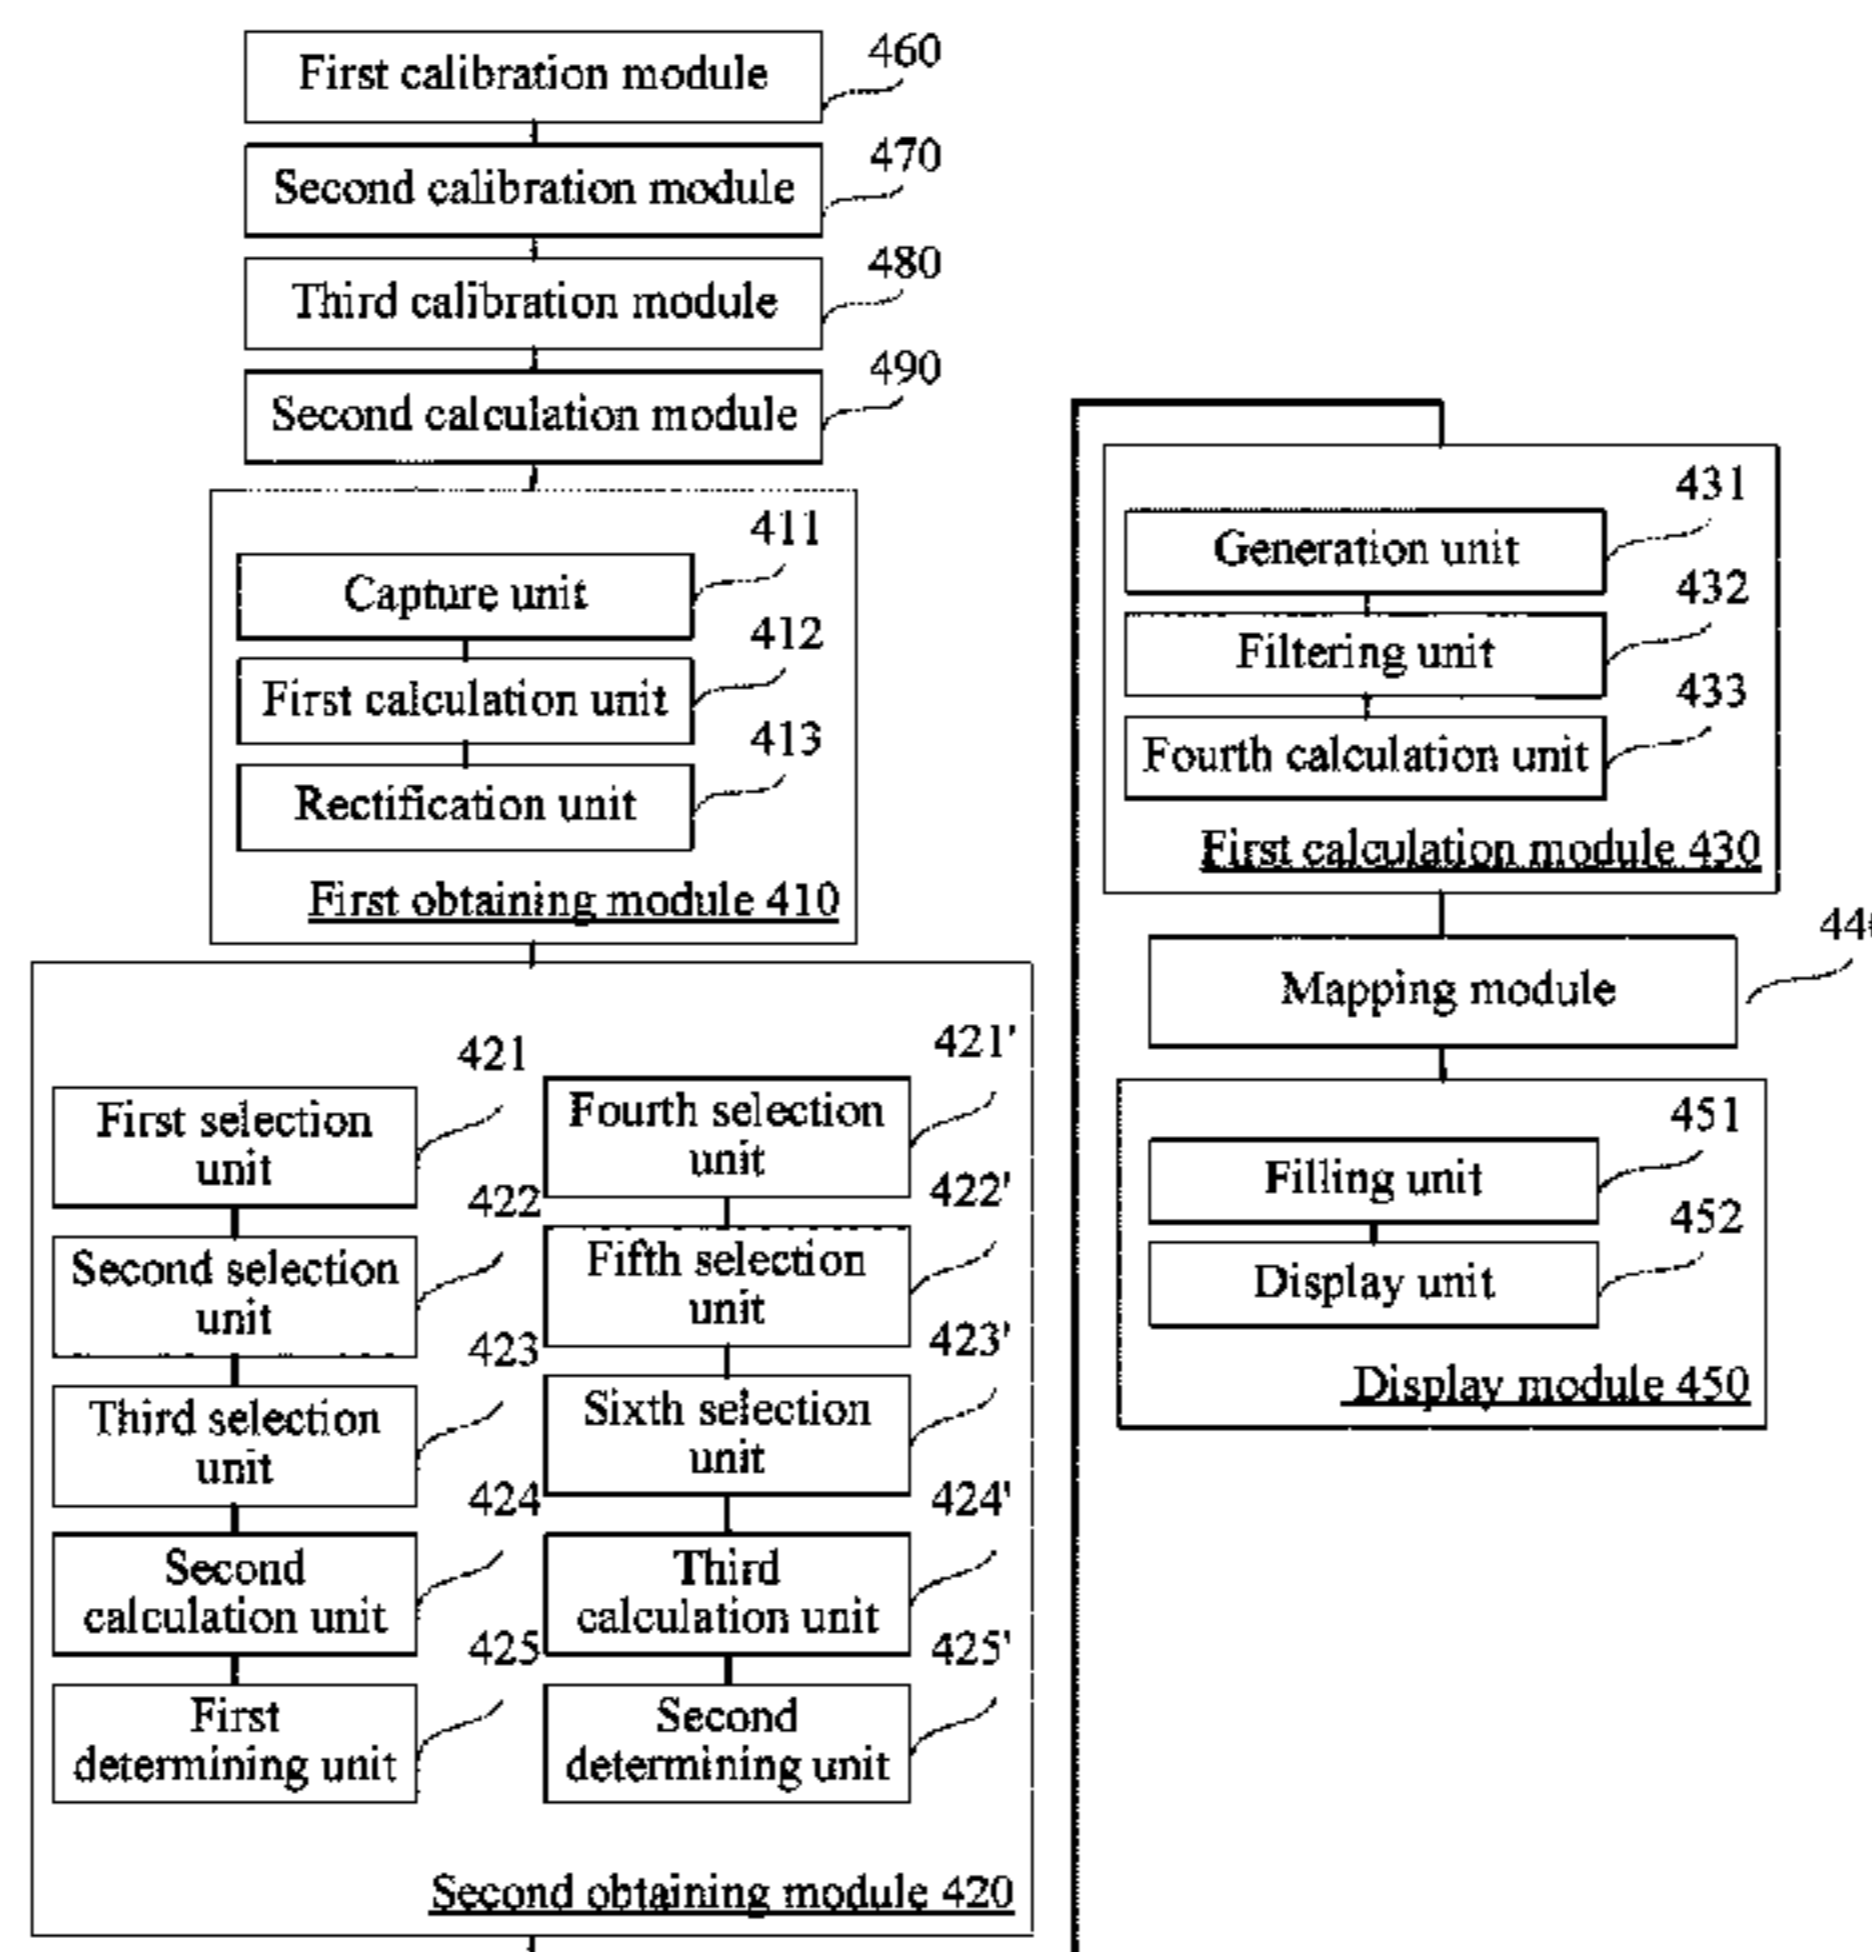 First calibration module
460
Second calibration module
470
Third calibration module
480
Second calculation module
490
Capture unit
411
First calculation unit
412
Rectification unit
413
First obtaining module 410
First selection
unit
421
Second selection
unit
422
Third selection
unit
423
Second
calculation unit
424
First
determining unit
425
Fourth selection
unit
421'
Fifth selection
unit
422'
Sixth selection
unit
423'
Third
calculation unit
424'
Second
determining unit
425'
Second obtaining module 420
Generation unit
431
Filtering unit
432
Fourth calculation unit
433
First calculation module 430
Mapping module
Filling unit
451
Display unit
452
Display module 450